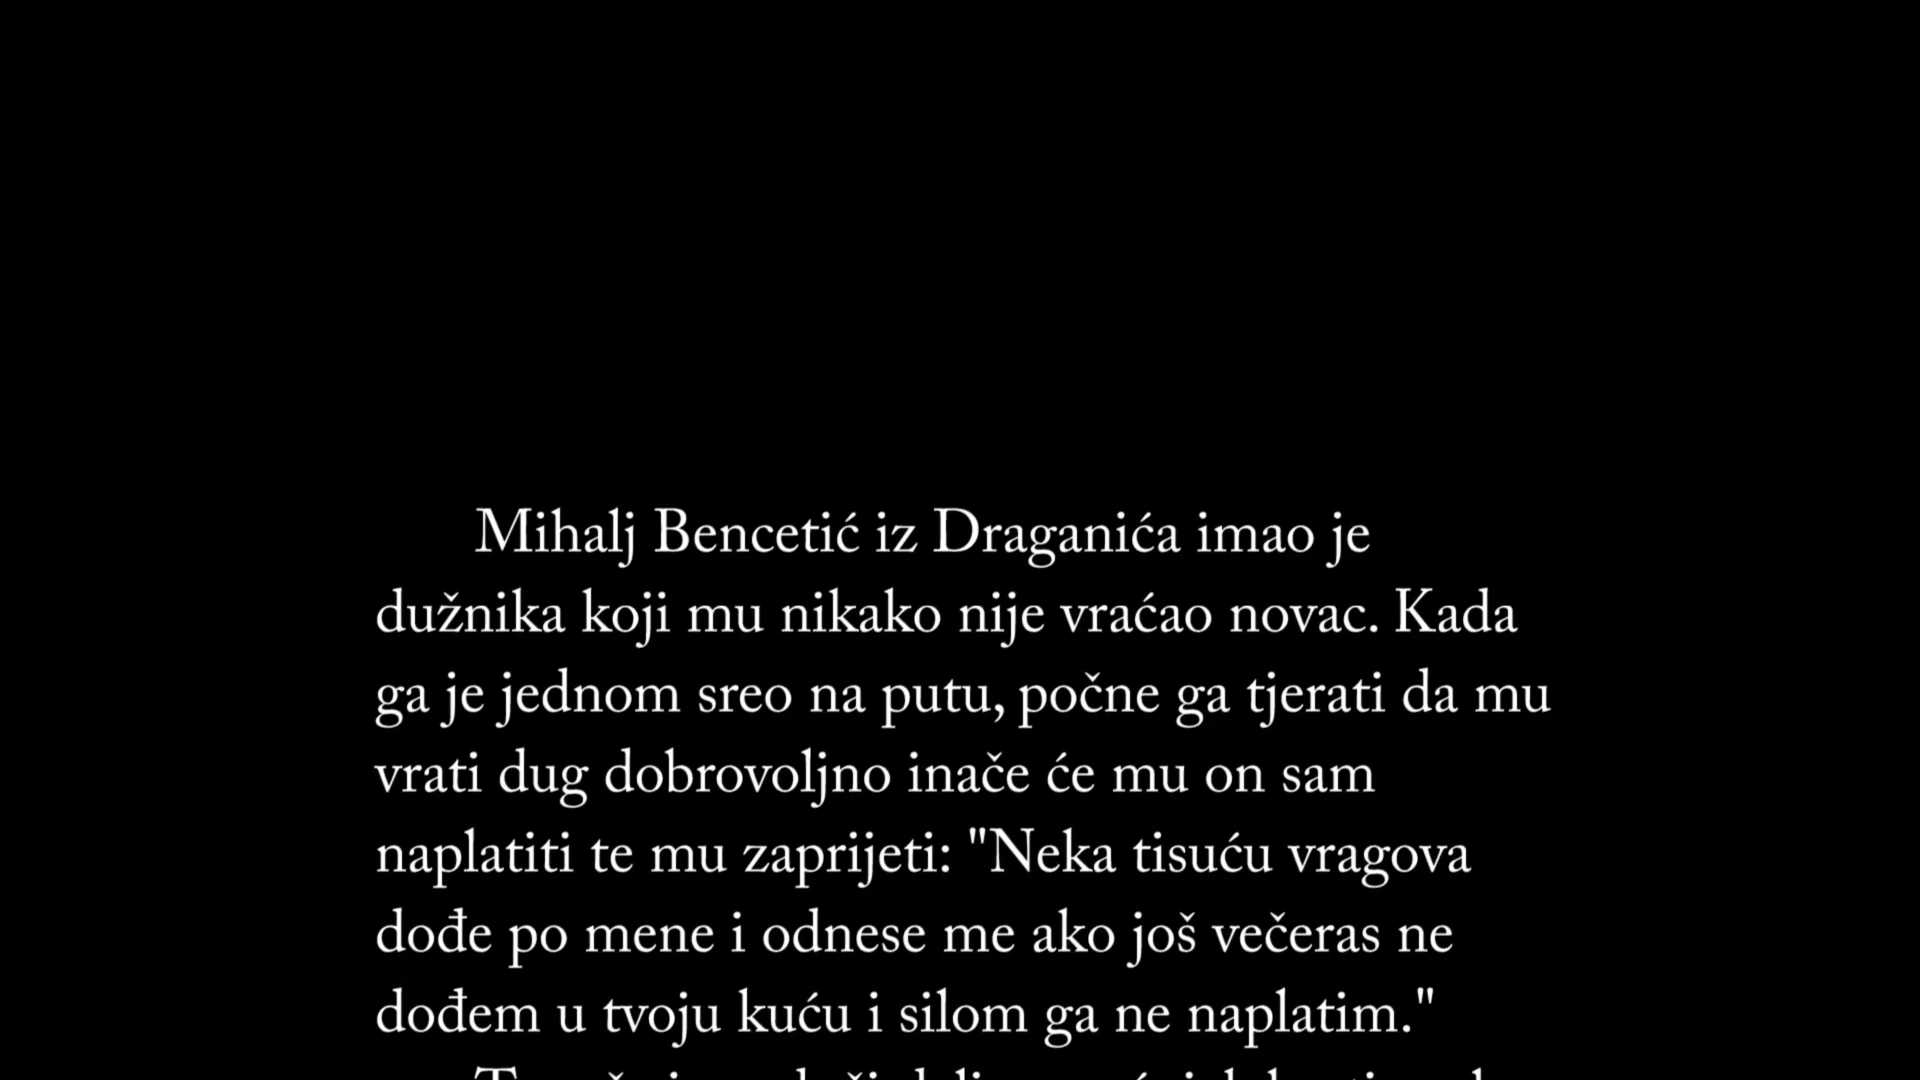 Mihalj Bencetić iz Draganića imao je
dužnika koji mu nikako nije vraćao novac. Kada
ga je jednom sreo na putu, počne ga tjerati da mu
vrati dug dobrovoljno inače će mu on sam
naplatiti te mu zaprijeti: "Neka tisuću vragova
dođe po mene i odnese me ako još večeras ne
dođem u tvoju kuću i silom ga ne naplatim."